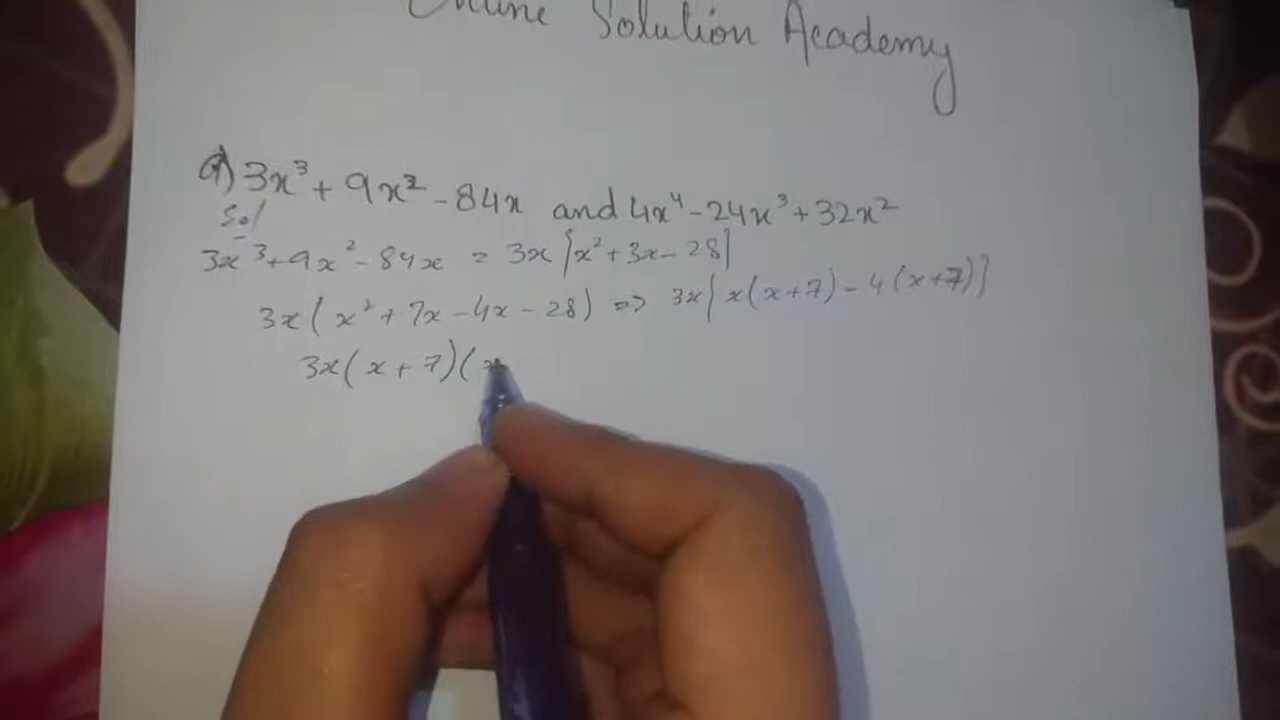 Online Solution Academy
Q) 3x³ + 9x² - 84x and 4x⁴ - 24x³ + 32x²
Sol
3x³ + 9x² - 84x = 3x{x² + 3x - 28}
3x(x² + 7x - 4x - 28) => 3x{x(x+7) - 4(x+7)}
3x(x + 7)(x